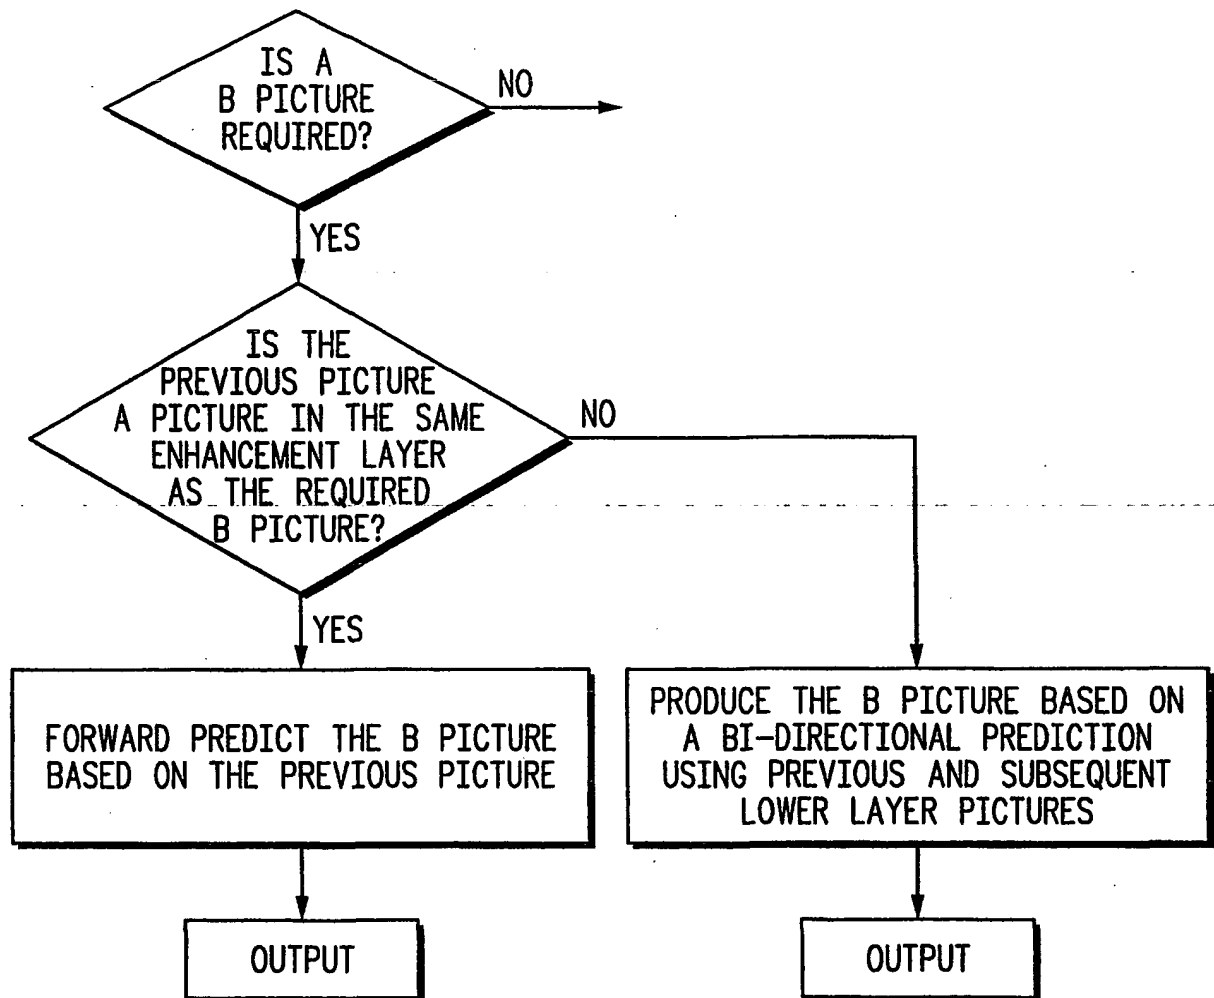 IS A
B PICTURE
REQUIRED?
NO
YES
IS THE
PREVIOUS PICTURE
A PICTURE IN THE SAME
ENHANCEMENT LAYER
AS THE REQUIRED
B PICTURE?
NO
YES
FORWARD PREDICT THE B PICTURE
BASED ON THE PREVIOUS PICTURE
PRODUCE THE B PICTURE BASED ON
A BI-DIRECTIONAL PREDICTION
USING PREVIOUS AND SUBSEQUENT
LOWER LAYER PICTURES
OUTPUT
OUTPUT